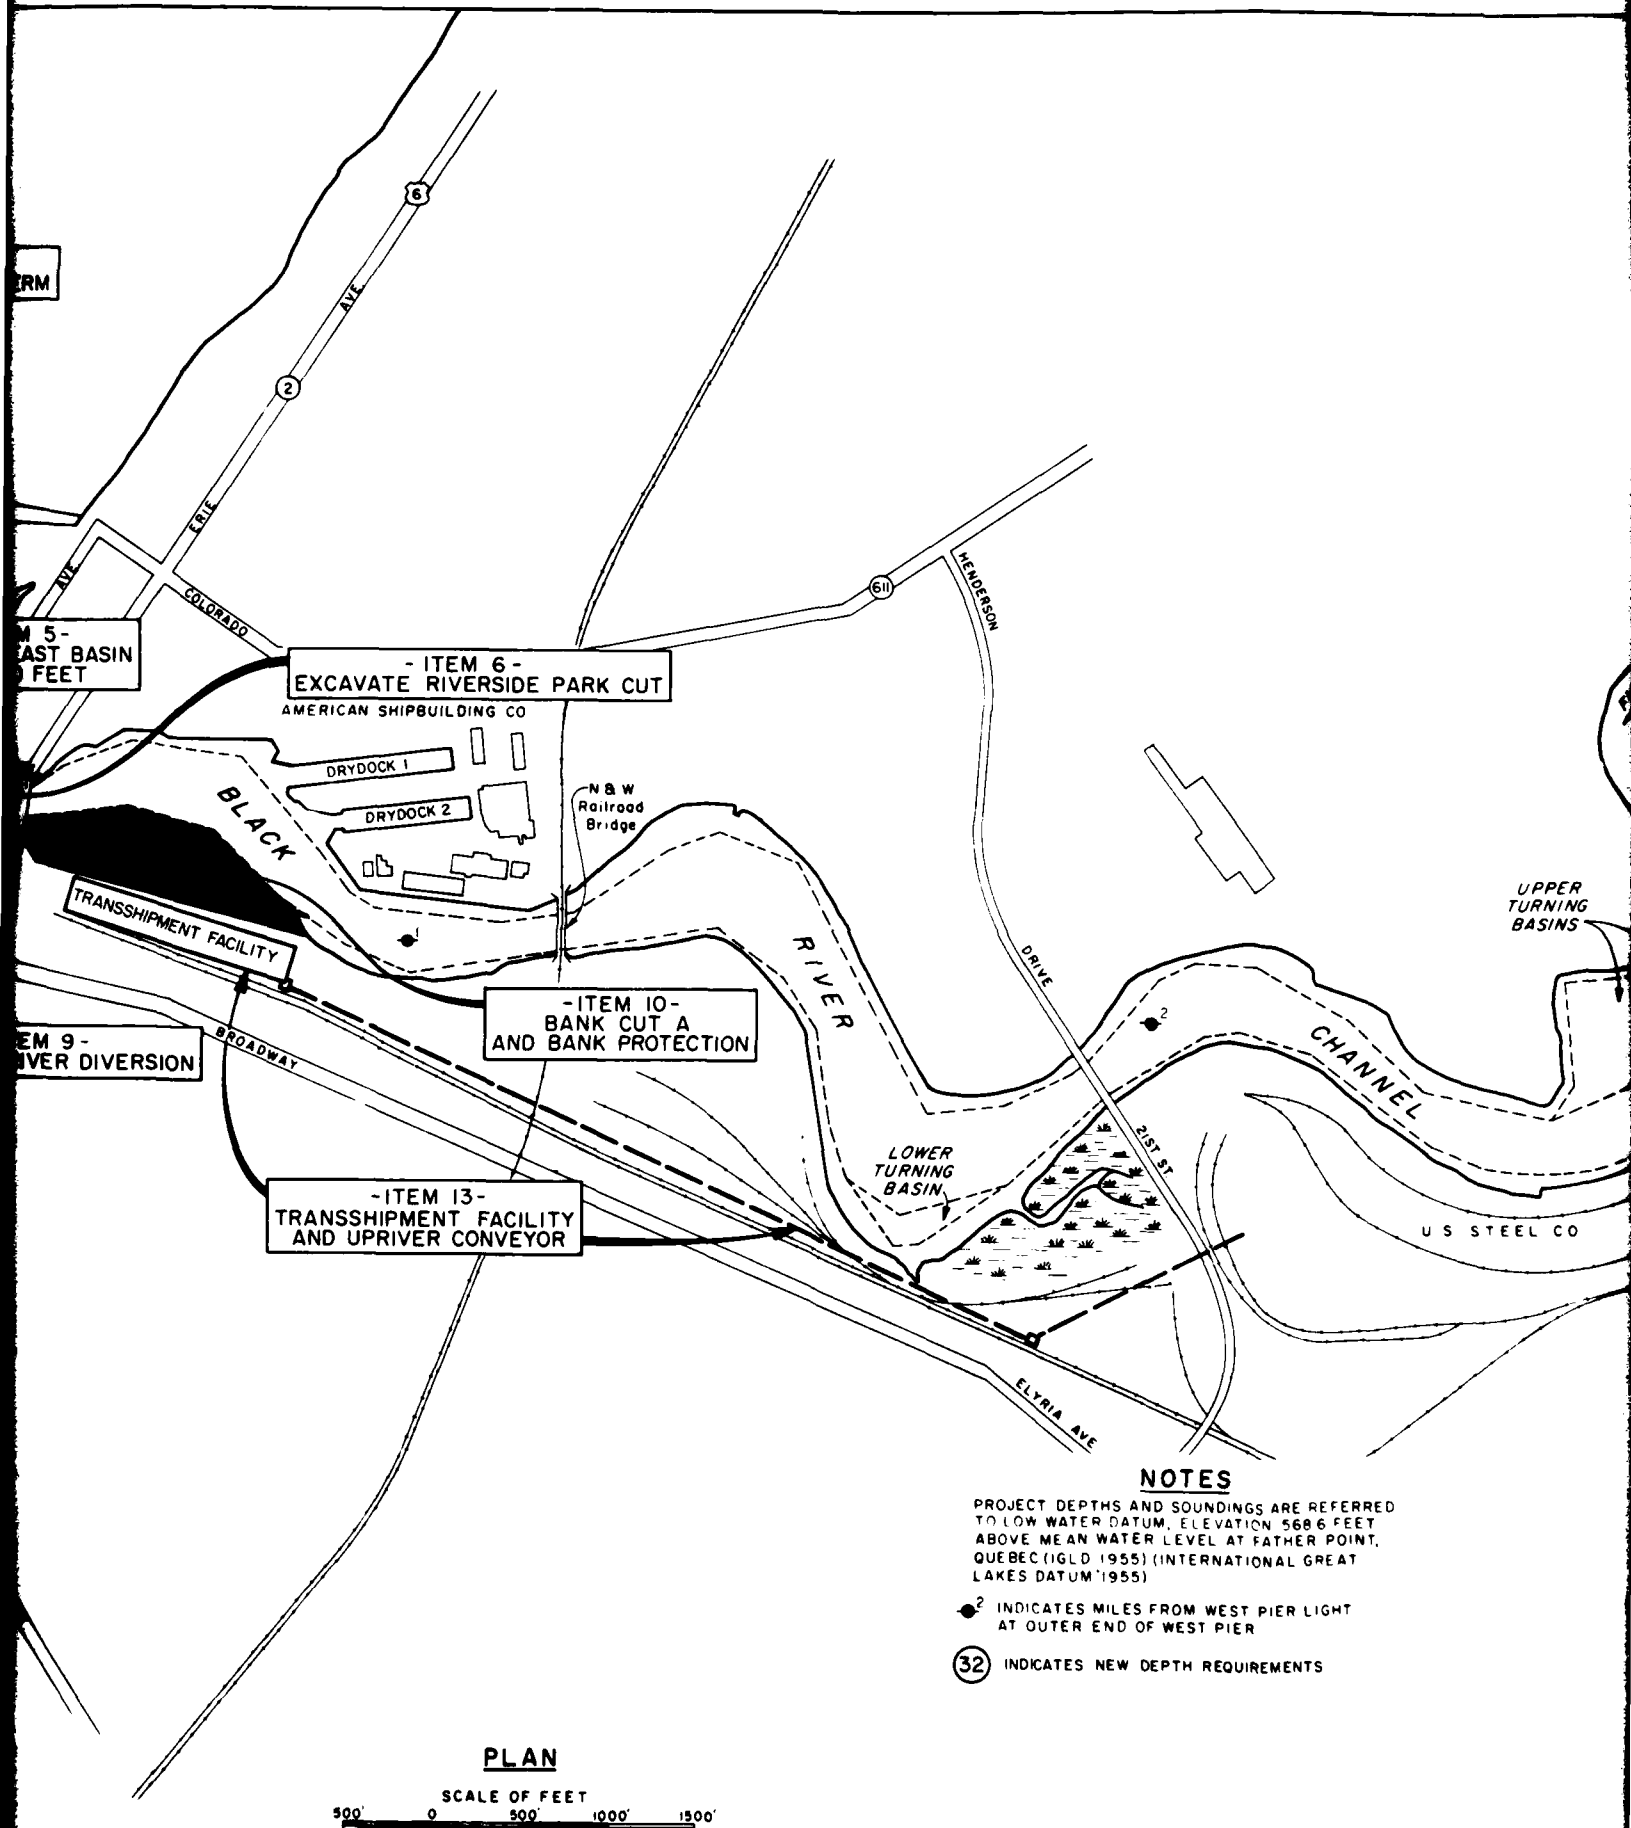 ERM
6
AVE.
2
ERIE
AVE.
COLORADO
611
HENDERSON
M 5-
EAST BASIN
FEET
- ITEM 6 -
EXCAVATE RIVERSIDE PARK CUT
AMERICAN SHIPBUILDING CO
DRYDOCK 1
DRYDOCK 2
N & W
Railroad
Bridge
BLACK
RIVER
CHANNEL
UPPER
TURNING
BASINS
TRANSSHIPMENT FACILITY
1
DRIVE
2
-ITEM 10-
BANK CUT A
AND BANK PROTECTION
EM 9-
IVER DIVERSION
BROADWAY
21ST ST
LOWER
TURNING
BASIN
-ITEM 13-
TRANSSHIPMENT FACILITY
AND UPRIVER CONVEYOR
U S STEEL CO
ELYRIA AVE
NOTES
PROJECT DEPTHS AND SOUNDINGS ARE REFERRED
TO LOW WATER DATUM, ELEVATION 568 6 FEET
ABOVE MEAN WATER LEVEL AT FATHER POINT,
QUEBEC (IGLD 1955) (INTERNATIONAL GREAT
LAKES DATUM 1955)
2 INDICATES MILES FROM WEST PIER LIGHT
AT OUTER END OF WEST PIER
32 INDICATES NEW DEPTH REQUIREMENTS
PLAN
SCALE OF FEET
500' 0 500' 1000' 1500'